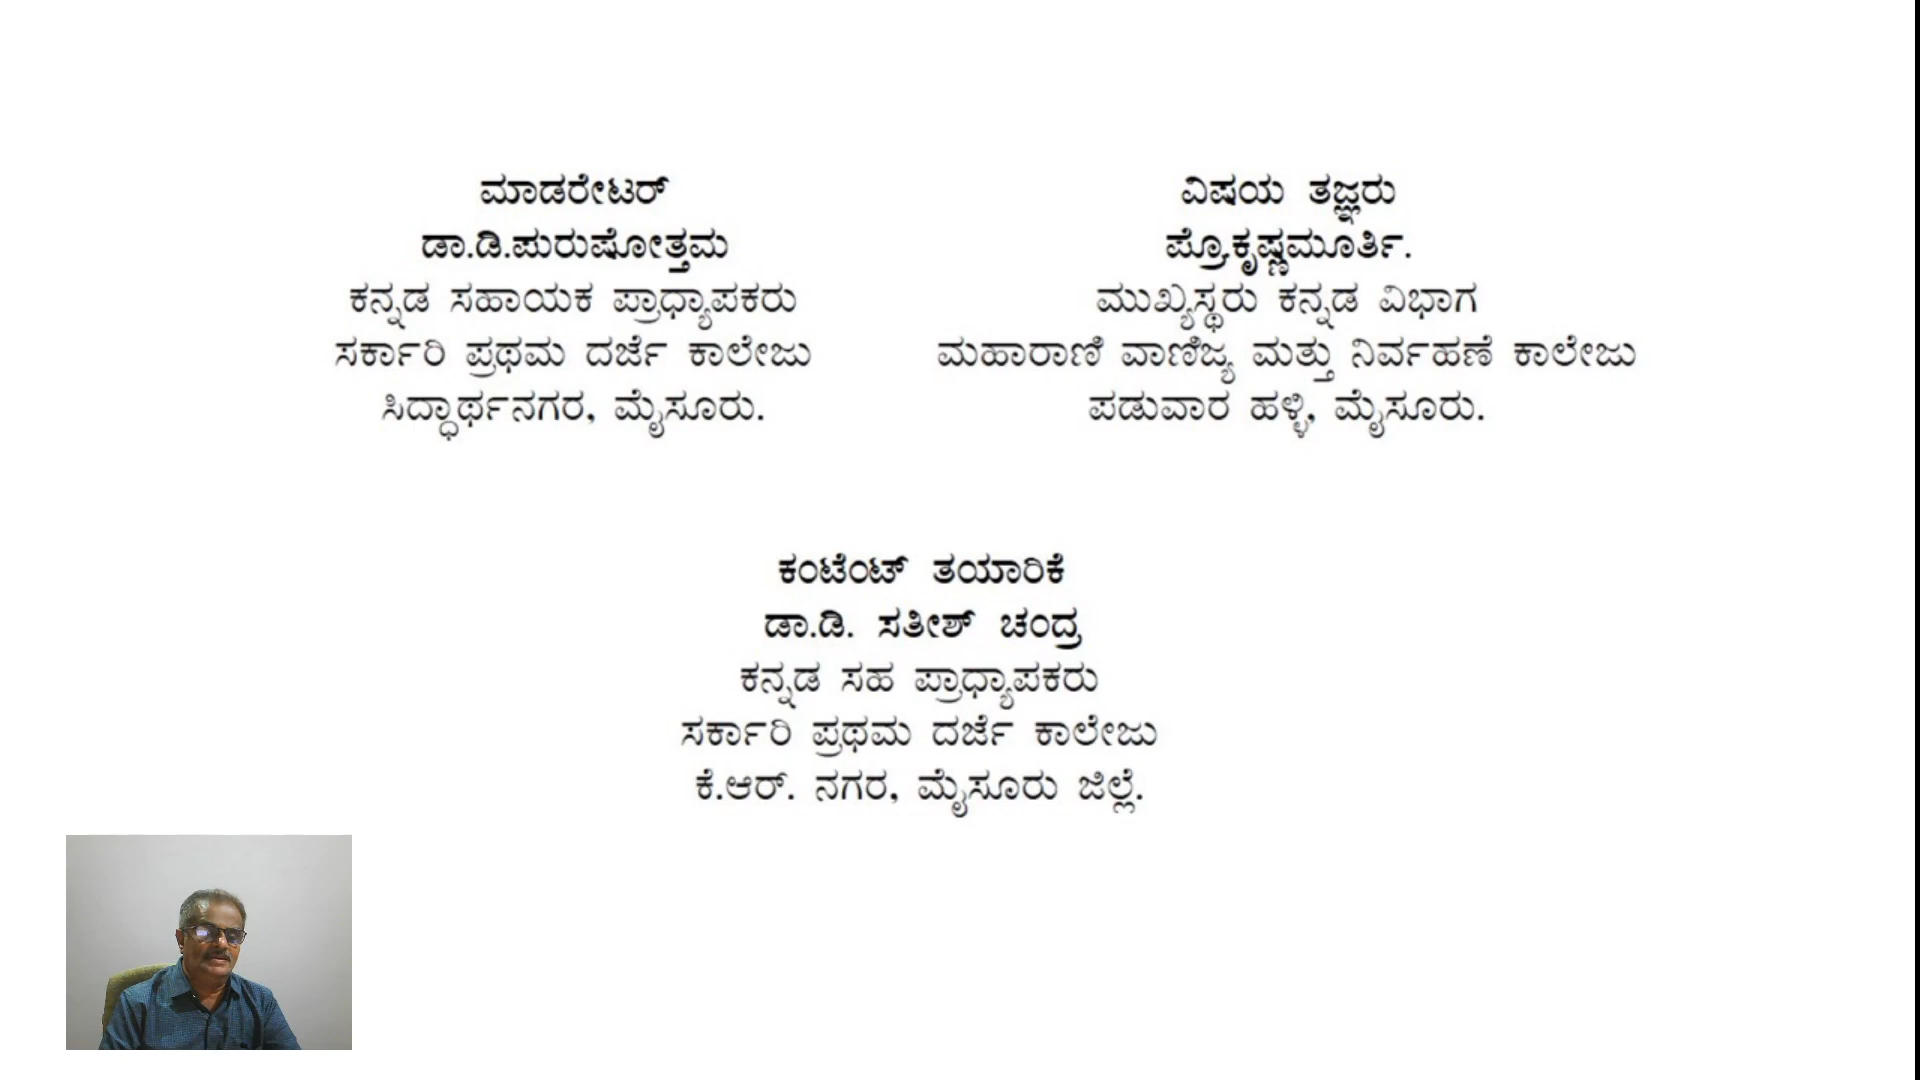 ಮಾಡರೇಟರ್
ಡಾ.ಡಿ.ಪುರುಷೋತ್ತಮ
ಕನ್ನಡ ಸಹಾಯಕ ಪ್ರಾಧ್ಯಾಪಕರು
ಸರ್ಕಾರಿ ಪ್ರಥಮ ದರ್ಜೆ ಕಾಲೇಜು
ಸಿದ್ಧಾರ್ಥನಗರ, ಮೈಸೂರು.
ವಿಷಯ ತಜ್ಞರು
ಪ್ರೊ.ಕೃಷ್ಣಮೂರ್ತಿ.
ಮುಖ್ಯಸ್ಥರು ಕನ್ನಡ ವಿಭಾಗ
ಮಹಾರಾಣಿ ವಾಣಿಜ್ಯ ಮತ್ತು ನಿರ್ವಹಣೆ ಕಾಲೇಜು
ಪಡುವಾರ ಹಳ್ಳಿ, ಮೈಸೂರು.
ಕಂಟೆಂಟ್ ತಯಾರಿಕೆ
ಡಾ.ಡಿ. ಸತೀಶ್ ಚಂದ್ರ
ಕನ್ನಡ ಸಹ ಪ್ರಾಧ್ಯಾಪಕರು
ಸರ್ಕಾರಿ ಪ್ರಥಮ ದರ್ಜೆ ಕಾಲೇಜು
ಕೆ.ಆರ್. ನಗರ, ಮೈಸೂರು ಜಿಲ್ಲೆ.